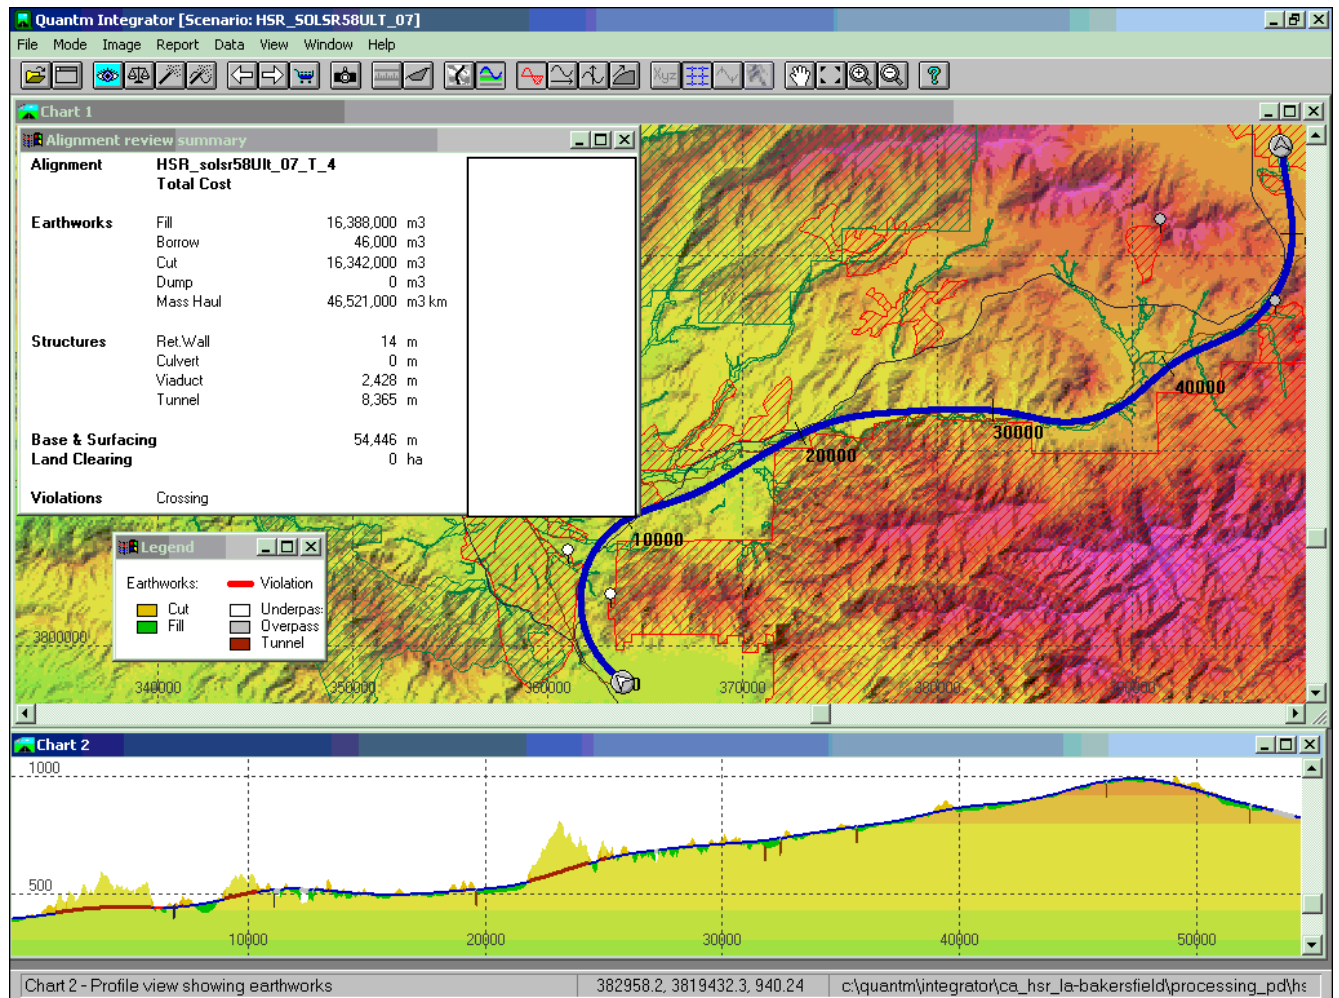 Quantm Integrator [Scenario: HSR_SOLSR58ULT_07]
File Mode Image Report Data View Window Help
Xyz
Chart 1
Alignment review summary
Alignment HSR_solsr58Ult_07_T_4
Total Cost
Earthworks Fill 16,388,000 m3
Borrow 46,000 m3
Cut 16,342,000 m3
Dump 0 m3
Mass Haul 46,521,000 m3 km
Structures Ret.Wall 14 m
Culvert 0 m
Viaduct 2,428 m
Tunnel 8,365 m
Base & Surfacing 54,446 m
Land Clearing 0 ha
Violations Crossing
40000
30000
20000
10000
Legend
Earthworks: Violation
Cut Underpas
Fill Overpass
Tunnel
3800000
0
340000 350000 360000 370000 380000 390000
Chart 2
1000
500
10000 20000 30000 40000 50000
Chart 2 - Profile view showing earthworks 382958.2, 3819432.3, 940.24 c:\quantm\integrator\ca_hsr_la-bakersfield\processing_pd\hs